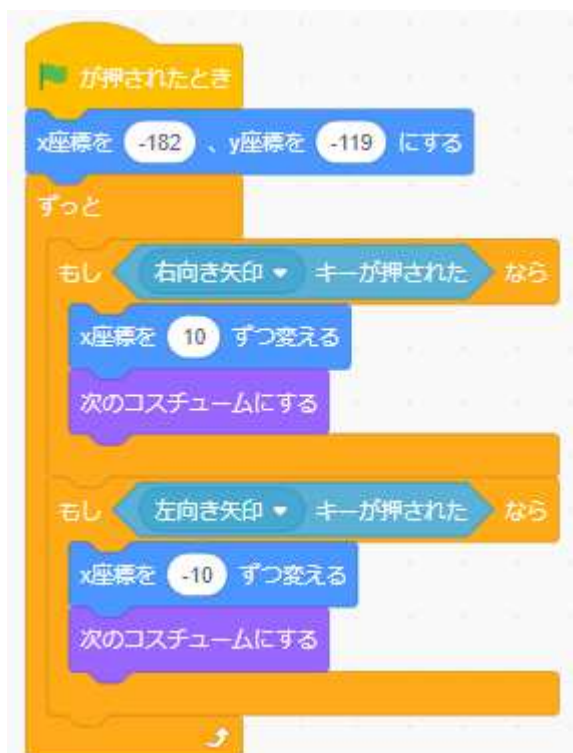 が押されたとき
x座標を -182 、y座標を -119 にする
ずっと
もし 右向き矢印 キーが押された なら
x座標を 10 ずつ変える
次のコスチュームにする
もし 左向き矢印 キーが押された なら
x座標を -10 ずつ変える
次のコスチュームにする